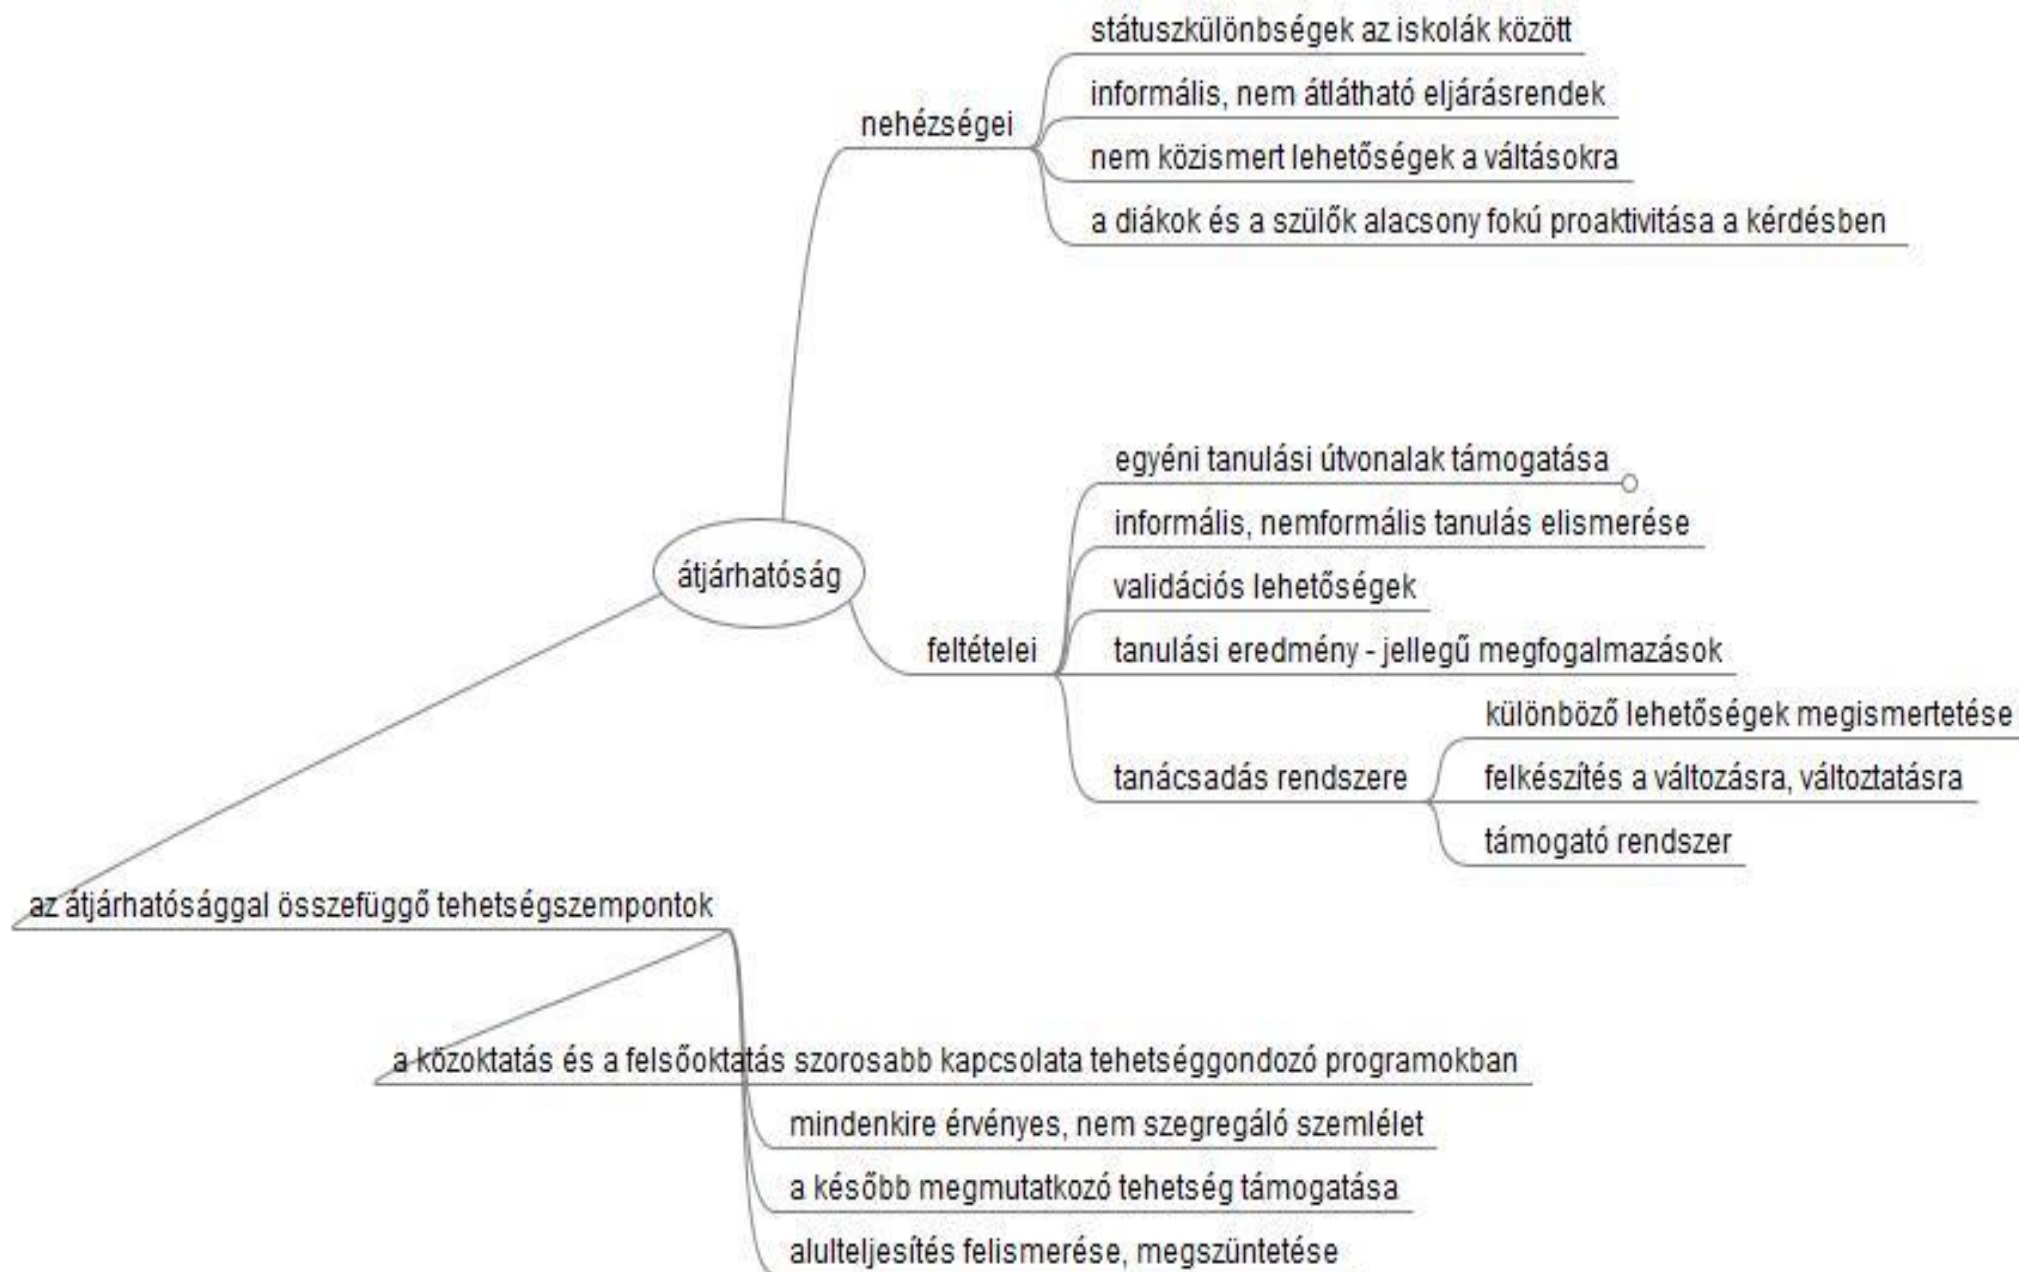 státuszkülönbségek az iskolák között
informális, nem átlátható eljárásrendek
nehézségei
nem közismert lehetőségek a váltásokra
a diákok és a szülők alacsony fokú proaktivitása a kérdésben
egyéni tanulási útvonalak támogatása
informális, nemformális tanulás elismerése
átjárhatóság
validációs lehetőségek
feltételei
tanulási eredmény - jellegű megfogalmazások
különböző lehetőségek megismertetése
tanácsadás rendszere
felkészítés a változásra, változtatásra
támogató rendszer
az átjárhatósággal összefüggő tehetségszempontok
a közoktatás és a felsőoktatás szorosabb kapcsolata tehetséggondozó programokban
mindenkire érvényes, nem szegregáló szemlélet
a később megmutatkozó tehetség támogatása
alulteljesítés felismerése, megszüntetése